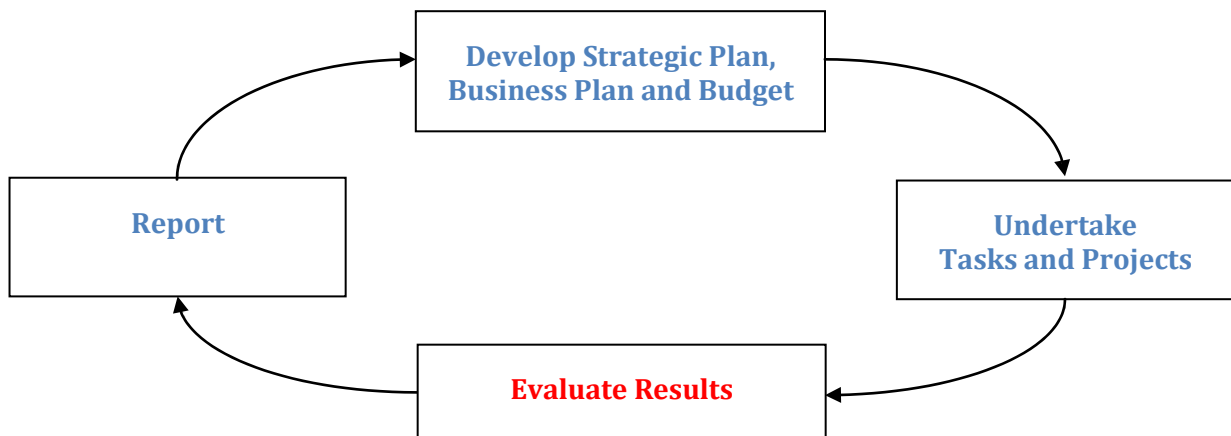 Develop Strategic Plan,
Business Plan and Budget
Report
Undertake
Tasks and Projects
Evaluate Results